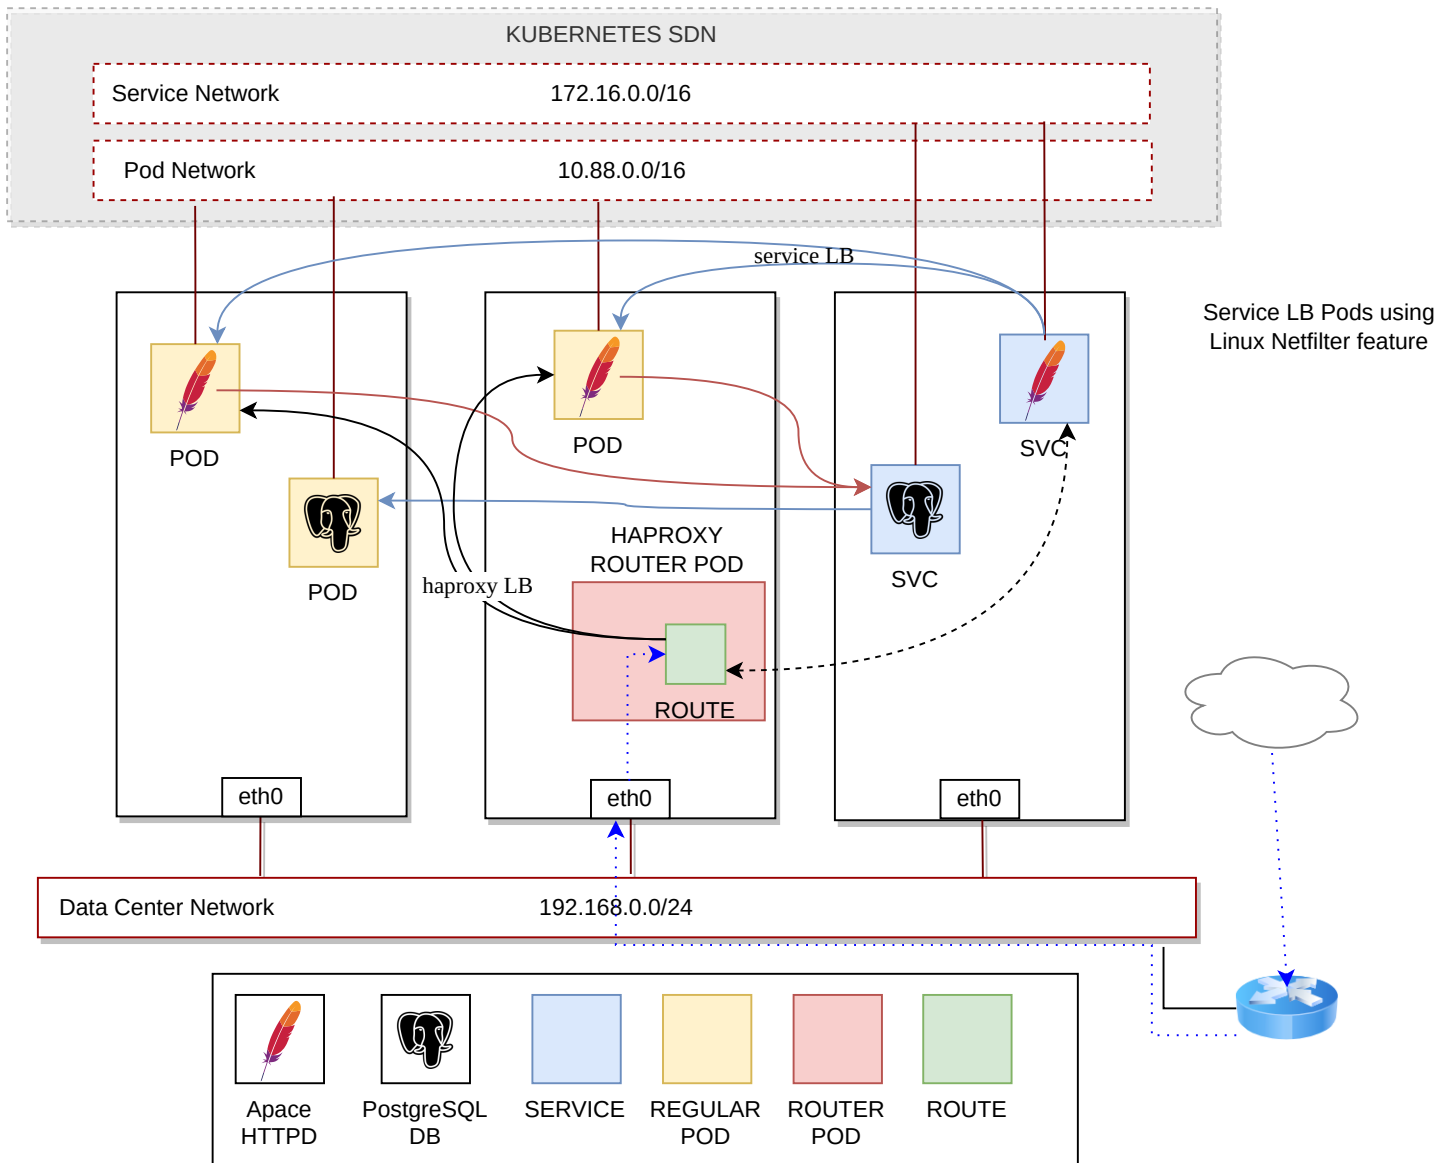 KUBERNETES SDN
Service Network 172.16.0.0/16
Pod Network 10.88.0.0/16
service LB
Service LB Pods using
Linux Netfilter feature
POD
POD
SVC
HAPROXY
ROUTER POD
POD
SVC
haproxy LB
ROUTE
eth0
eth0
eth0
Data Center Network 192.168.0.0/24
Apace
HTTPD
PostgreSQL
DB
SERVICE
REGULAR
POD
ROUTER
POD
ROUTE